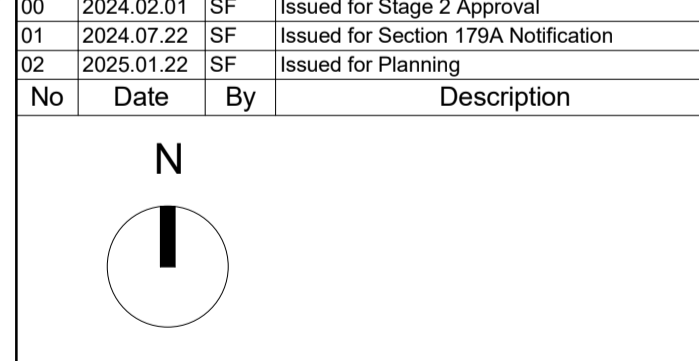 00 2024.02.01 SF Issued for Stage 2 Approval
01 2024.07.22 SF Issued for Section 179A Notification
02 2025.01.22 SF Issued for Planning
No Date By Description
N